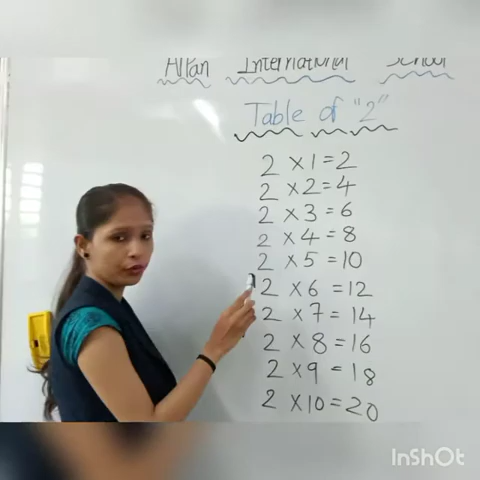 International School
Table of "2"
2 × 1 = 2
2 × 2 = 4
2 × 3 = 6
2 × 4 = 8
2 × 5 = 10
2 × 6 = 12
2 × 7 = 14
2 × 8 = 16
2 × 9 = 18
2 × 10 = 20
InShOt